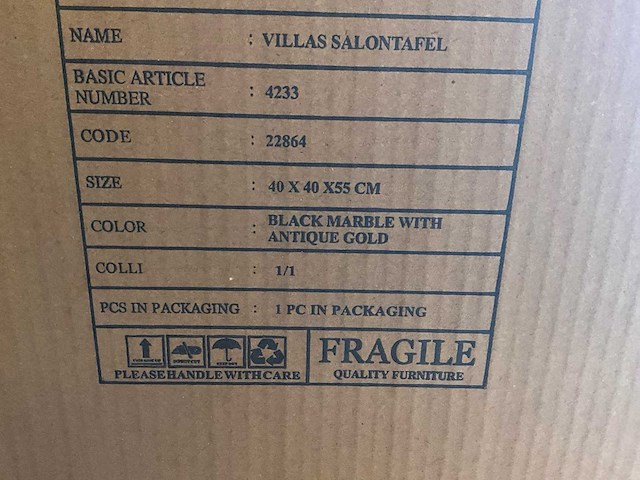 NAME : VILLAS SALONTAFEL
BASIC ARTICLE
NUMBER : 4233
CODE : 22864
SIZE : 40 X 40 X55 CM
COLOR : BLACK MARBLE WITH
ANTIQUE GOLD
COLLI : 1/1
PCS IN PACKAGING : 1 PC IN PACKAGING
PLEASE HANDLE WITH CARE
FRAGILE
QUALITY FURNITURE